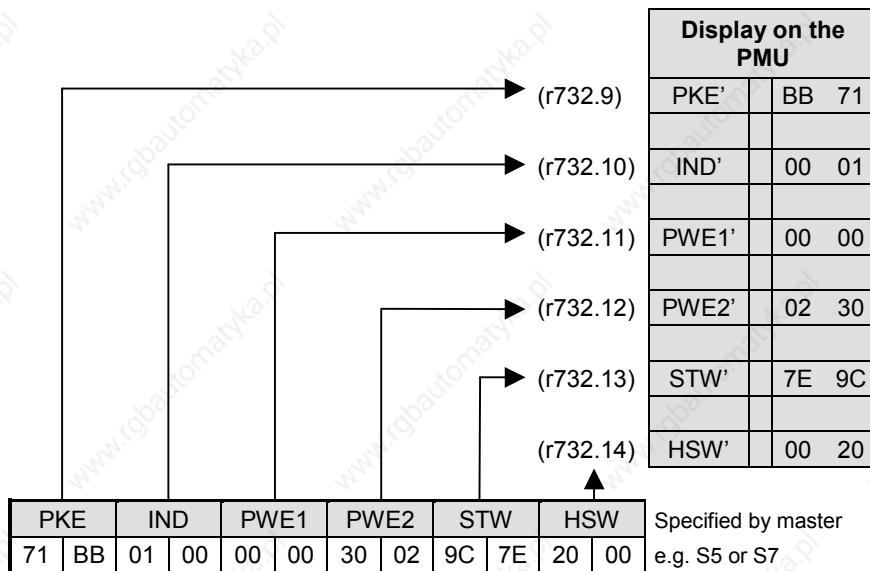 Display on the
PMU
(r732.9) PKE’ BB 71
(r732.10) IND’ 00 01
(r732.11) PWE1’ 00 00
(r732.12) PWE2’ 02 30
(r732.13) STW’ 7E 9C
(r732.14) HSW’ 00 20
PKE IND PWE1 PWE2 STW HSW Specified by master
71 BB 01 00 00 00 30 02 9C 7E 20 00 e.g. S5 or S7
www.rgbautomatyka.pl